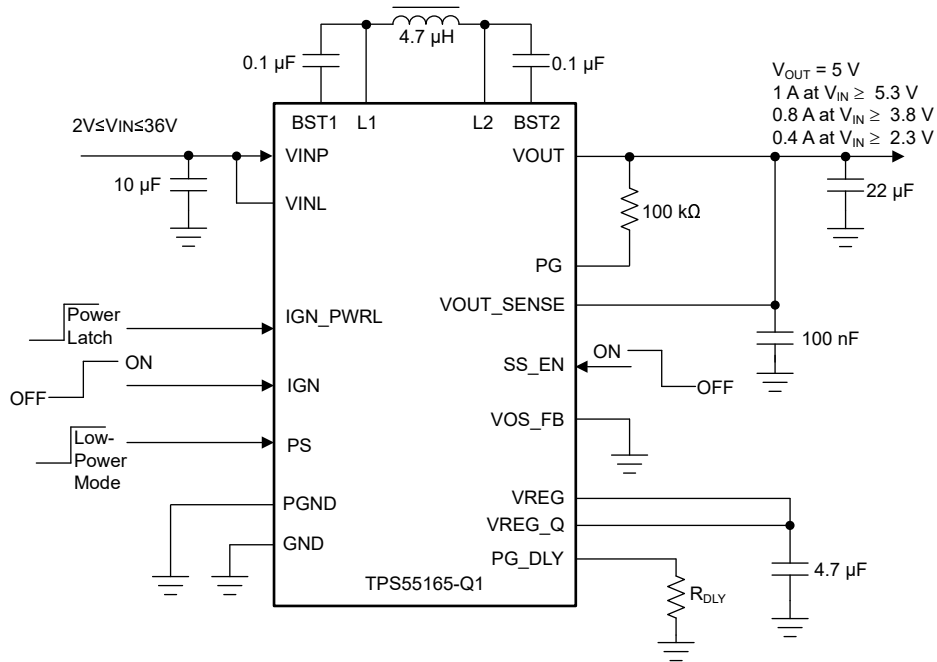 4.7 µH
0.1 µF
0.1 µF
VOUT = 5 V
1 A at VIN ≥ 5.3 V
0.8 A at VIN ≥ 3.8 V
0.4 A at VIN ≥ 2.3 V
2V≤VIN≤36V
BST1
L1
L2
BST2
VINP
VOUT
10 µF
22 µF
VINL
100 kΩ
PG
IGN_PWRL
VOUT_SENSE
Power
Latch
100 nF
ON
SS_EN
OFF
ON
OFF
IGN
VOS_FB
Low-
Power
Mode
PS
PGND
VREG
VREG_Q
GND
PG_DLY
4.7 µF
TPS55165-Q1
RDLY